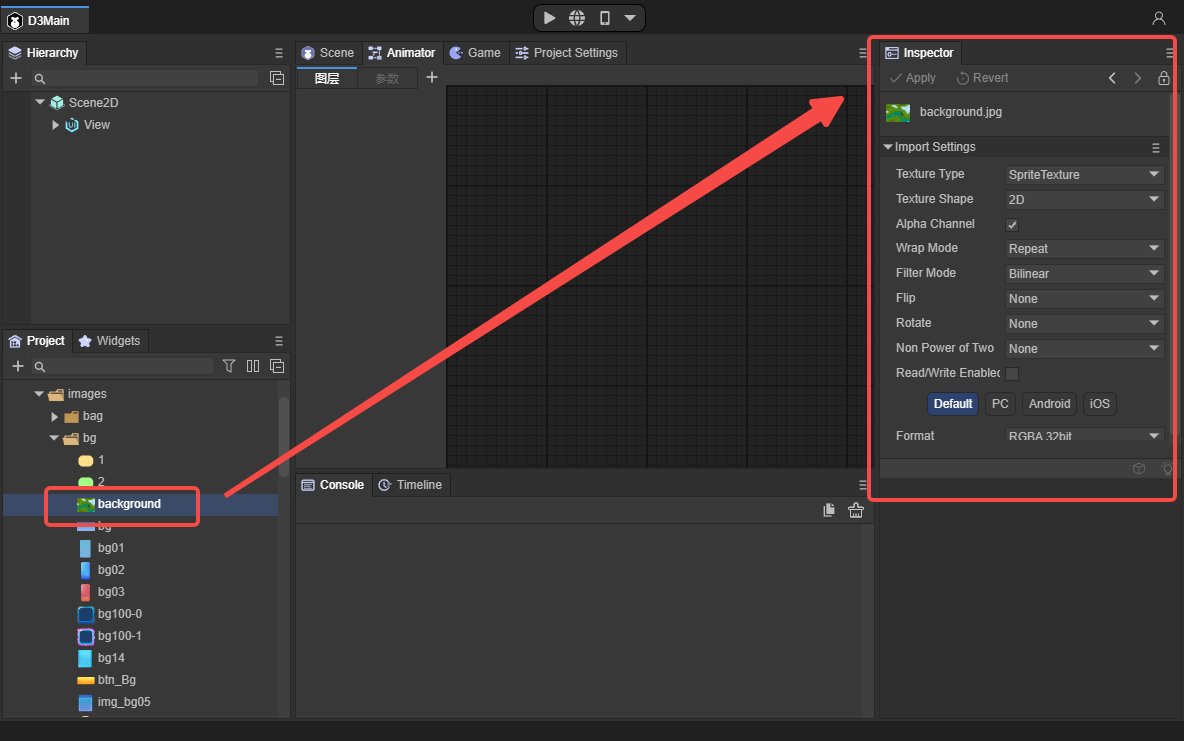 D3Main
Hierarchy
Scene2D
View
Project
Widgets
images
bag
bg
1
2
background
bg
bg01
bg02
bg03
bg100-0
bg100-1
bg14
btn_Bg
img_bg05
Scene
Animator
Game
Project Settings
图层
参数
Console
Timeline
Inspector
Apply
Revert
background.jpg
Import Settings
Texture Type
SpriteTexture
Texture Shape
2D
Alpha Channel
Wrap Mode
Repeat
Filter Mode
Bilinear
Flip
None
Rotate
None
Non Power of Two
None
Read/Write Enabled
Default
PC
Android
iOS
Format
RGBA 32bit